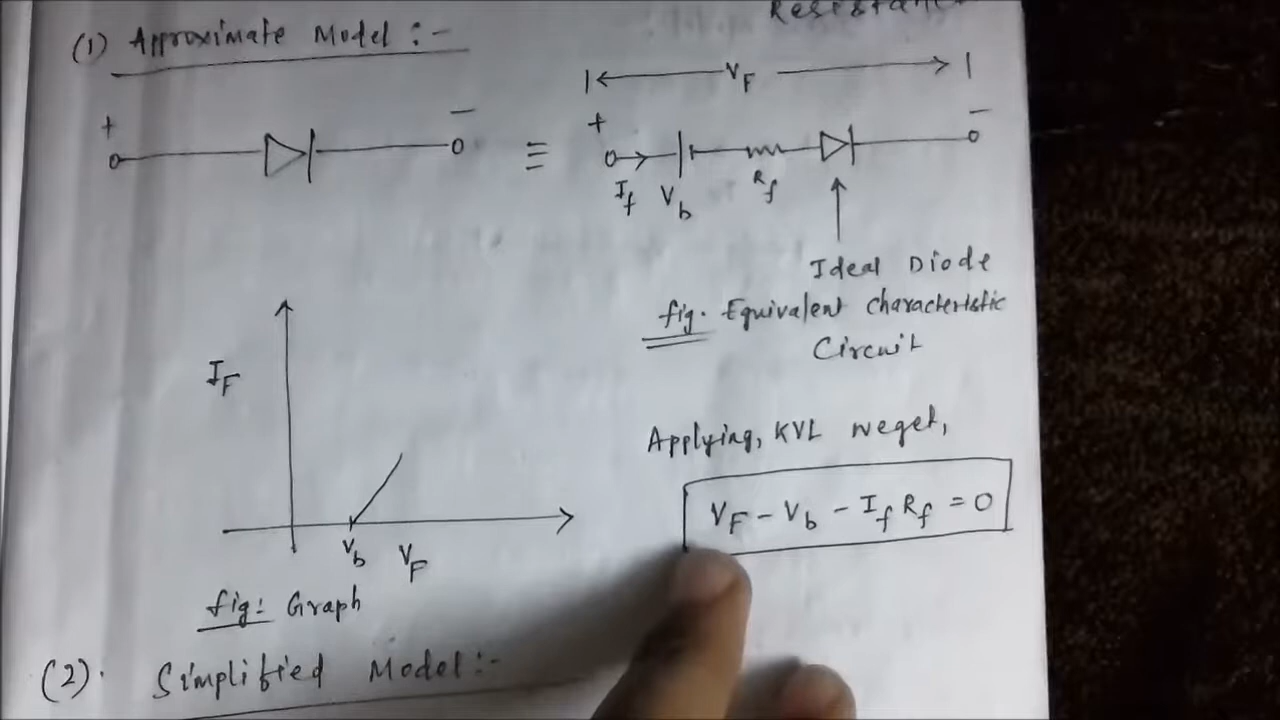 Resistance
(1) Approximate Model :-
V_F
+ - ≡ + -
I_f V_b R_f
Ideal Diode
fig. Equivalent characteristic
Circuit
I_F
Applying, KVL weget,
V_F - V_b - I_f R_f = 0
V_b V_F
fig: Graph
(2). Simplified Model:-